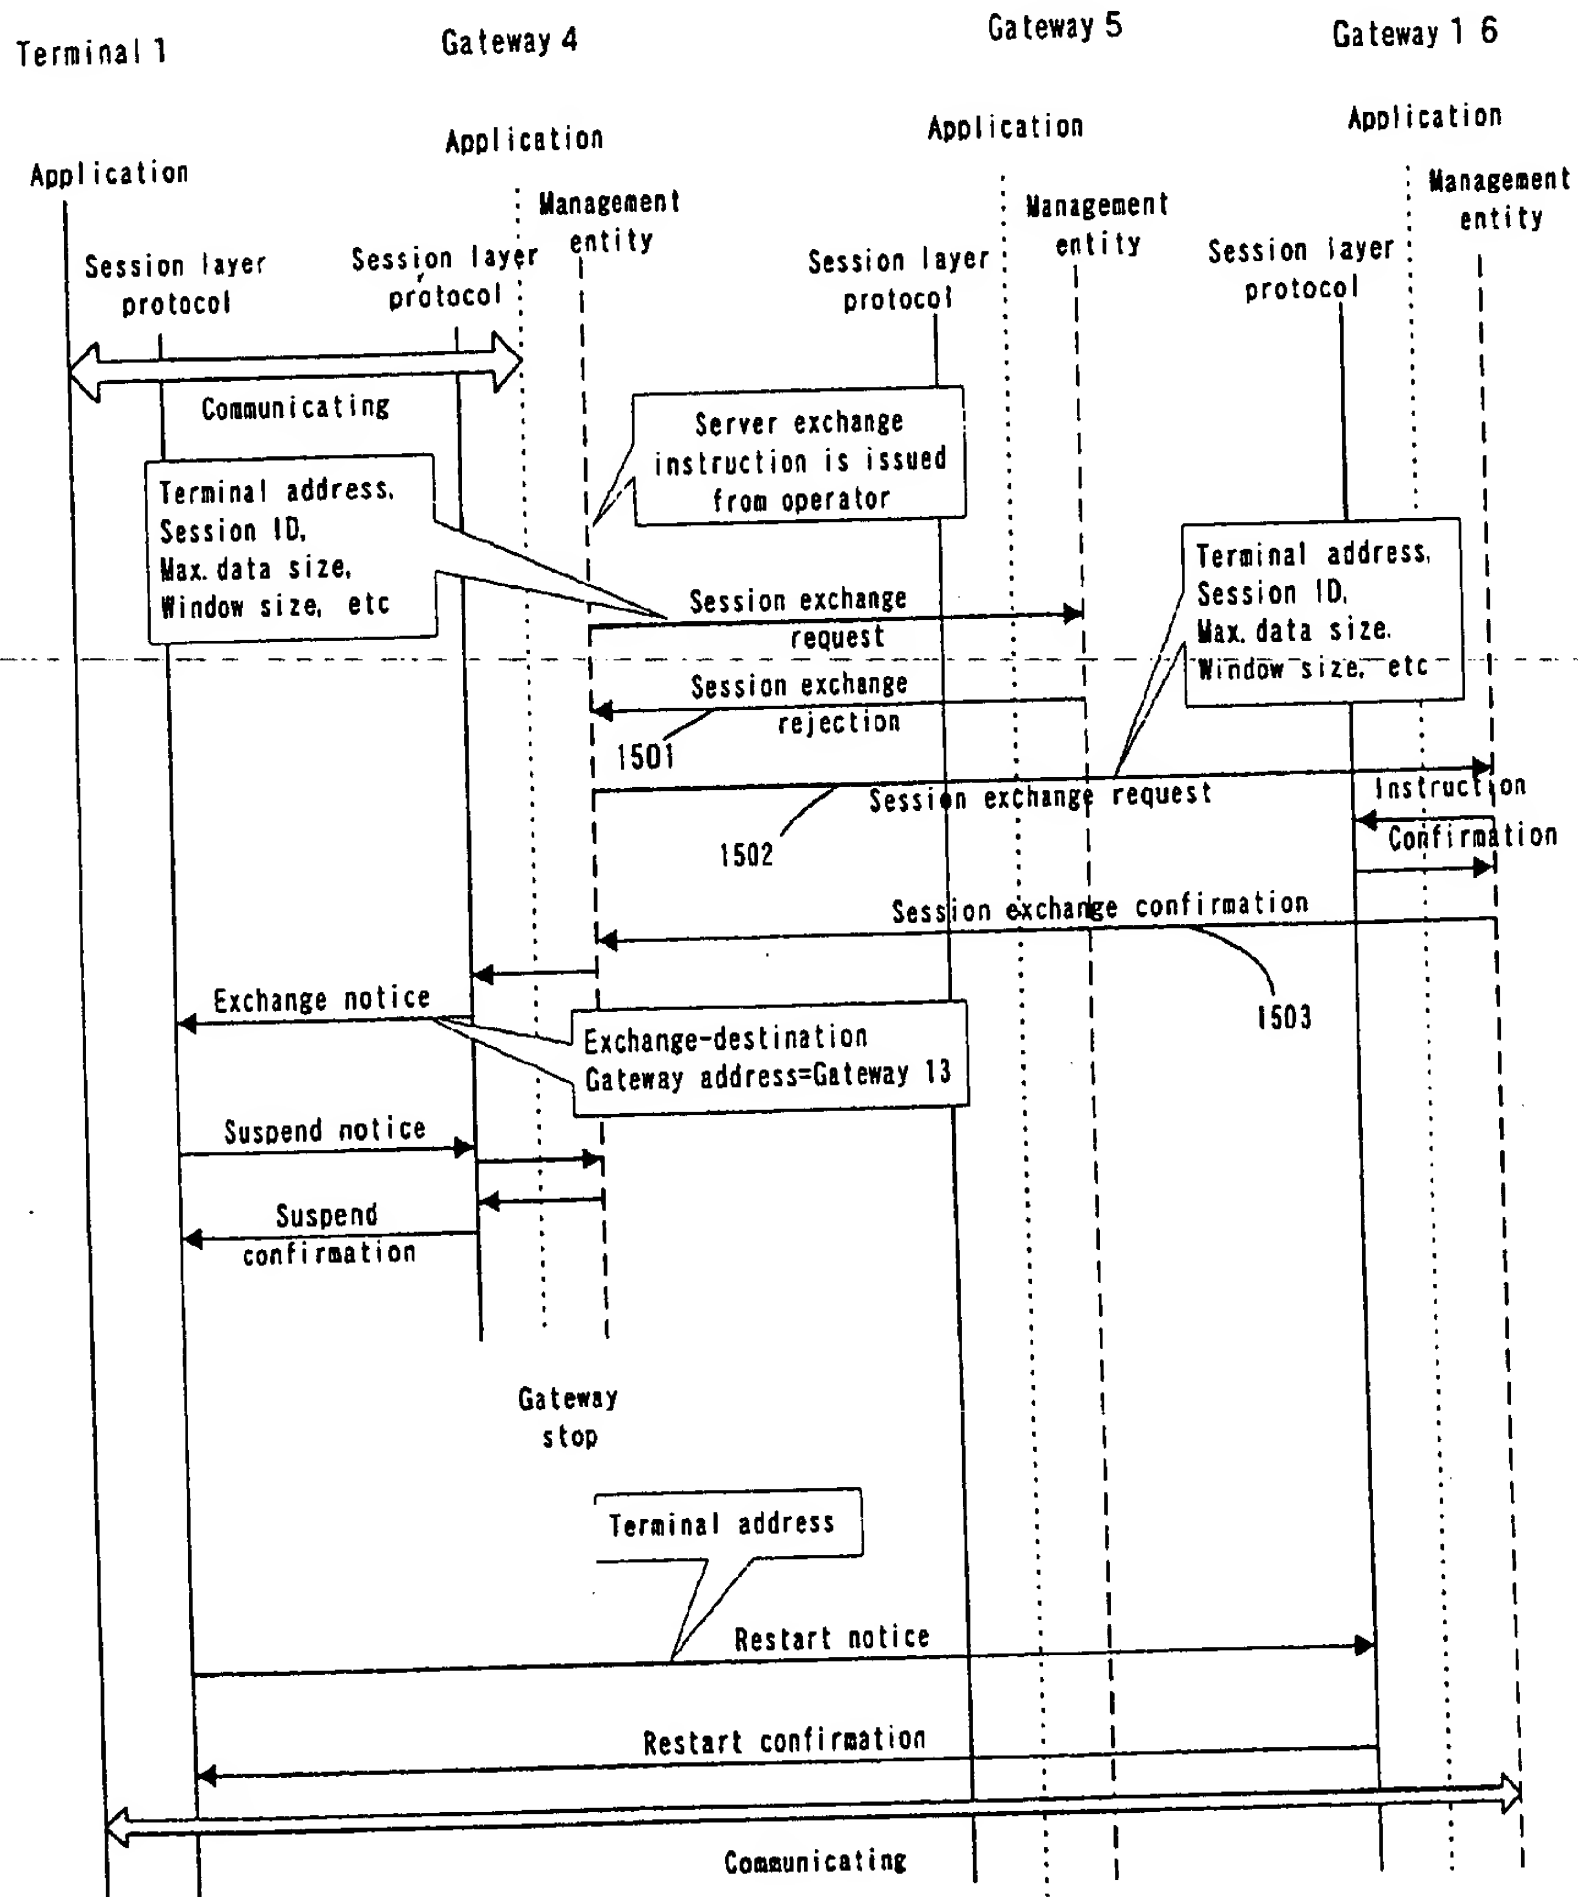 Terminal 1
Gateway 4
Gateway 5
Gateway 1 6
Application
Application
Application
Application
Management
entity
Management
entity
Management
entity
Session layer
protocol
Session layer
protocol
Session layer
protocol
Session layer
protocol
Communicating
Server exchange
instruction is issued
from operator
Terminal address,
Session ID,
Max. data size,
Window size, etc
Terminal address,
Session ID,
Max. data size.
Window size, etc
Session exchange
request
Session exchange
rejection
1501
Session exchange request
1502
Instruction
Confirmation
Session exchange confirmation
1503
Exchange notice
Exchange-destination
Gateway address=Gateway 13
Suspend notice
Suspend
confirmation
Gateway
stop
Terminal address
Restart notice
Restart confirmation
Communicating